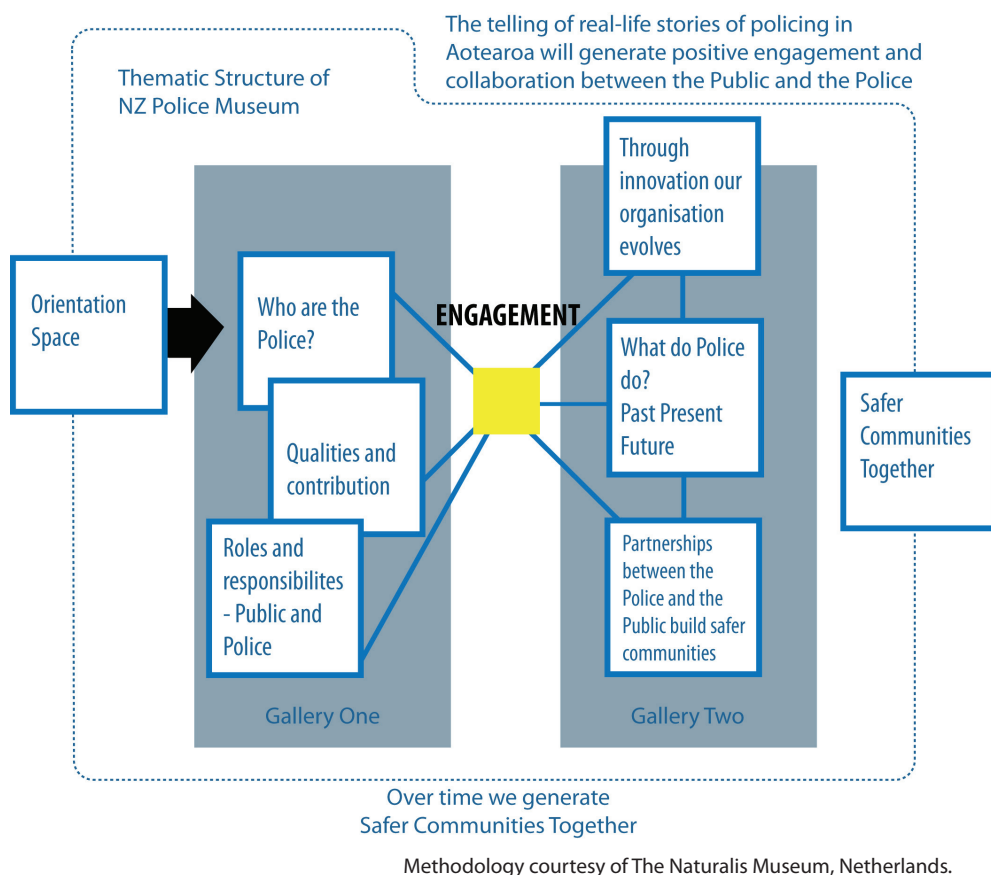 The telling of real-life stories of policing in
Aotearoa will generate positive engagement and
collaboration between the Public and the Police
Thematic Structure of
NZ Police Museum
Orientation
Space
Who are the
Police?
Qualities and
contribution
Roles and
responsibilites
- Public and
Police
Gallery One
ENGAGEMENT
Through
innovation our
organisation
evolves
What do Police
do?
Past Present
Future
Partnerships
between the
Police and the
Public build safer
communities
Gallery Two
Safer
Communities
Together
Over time we generate
Safer Communities Together
Methodology courtesy of The Naturalis Museum, Netherlands.